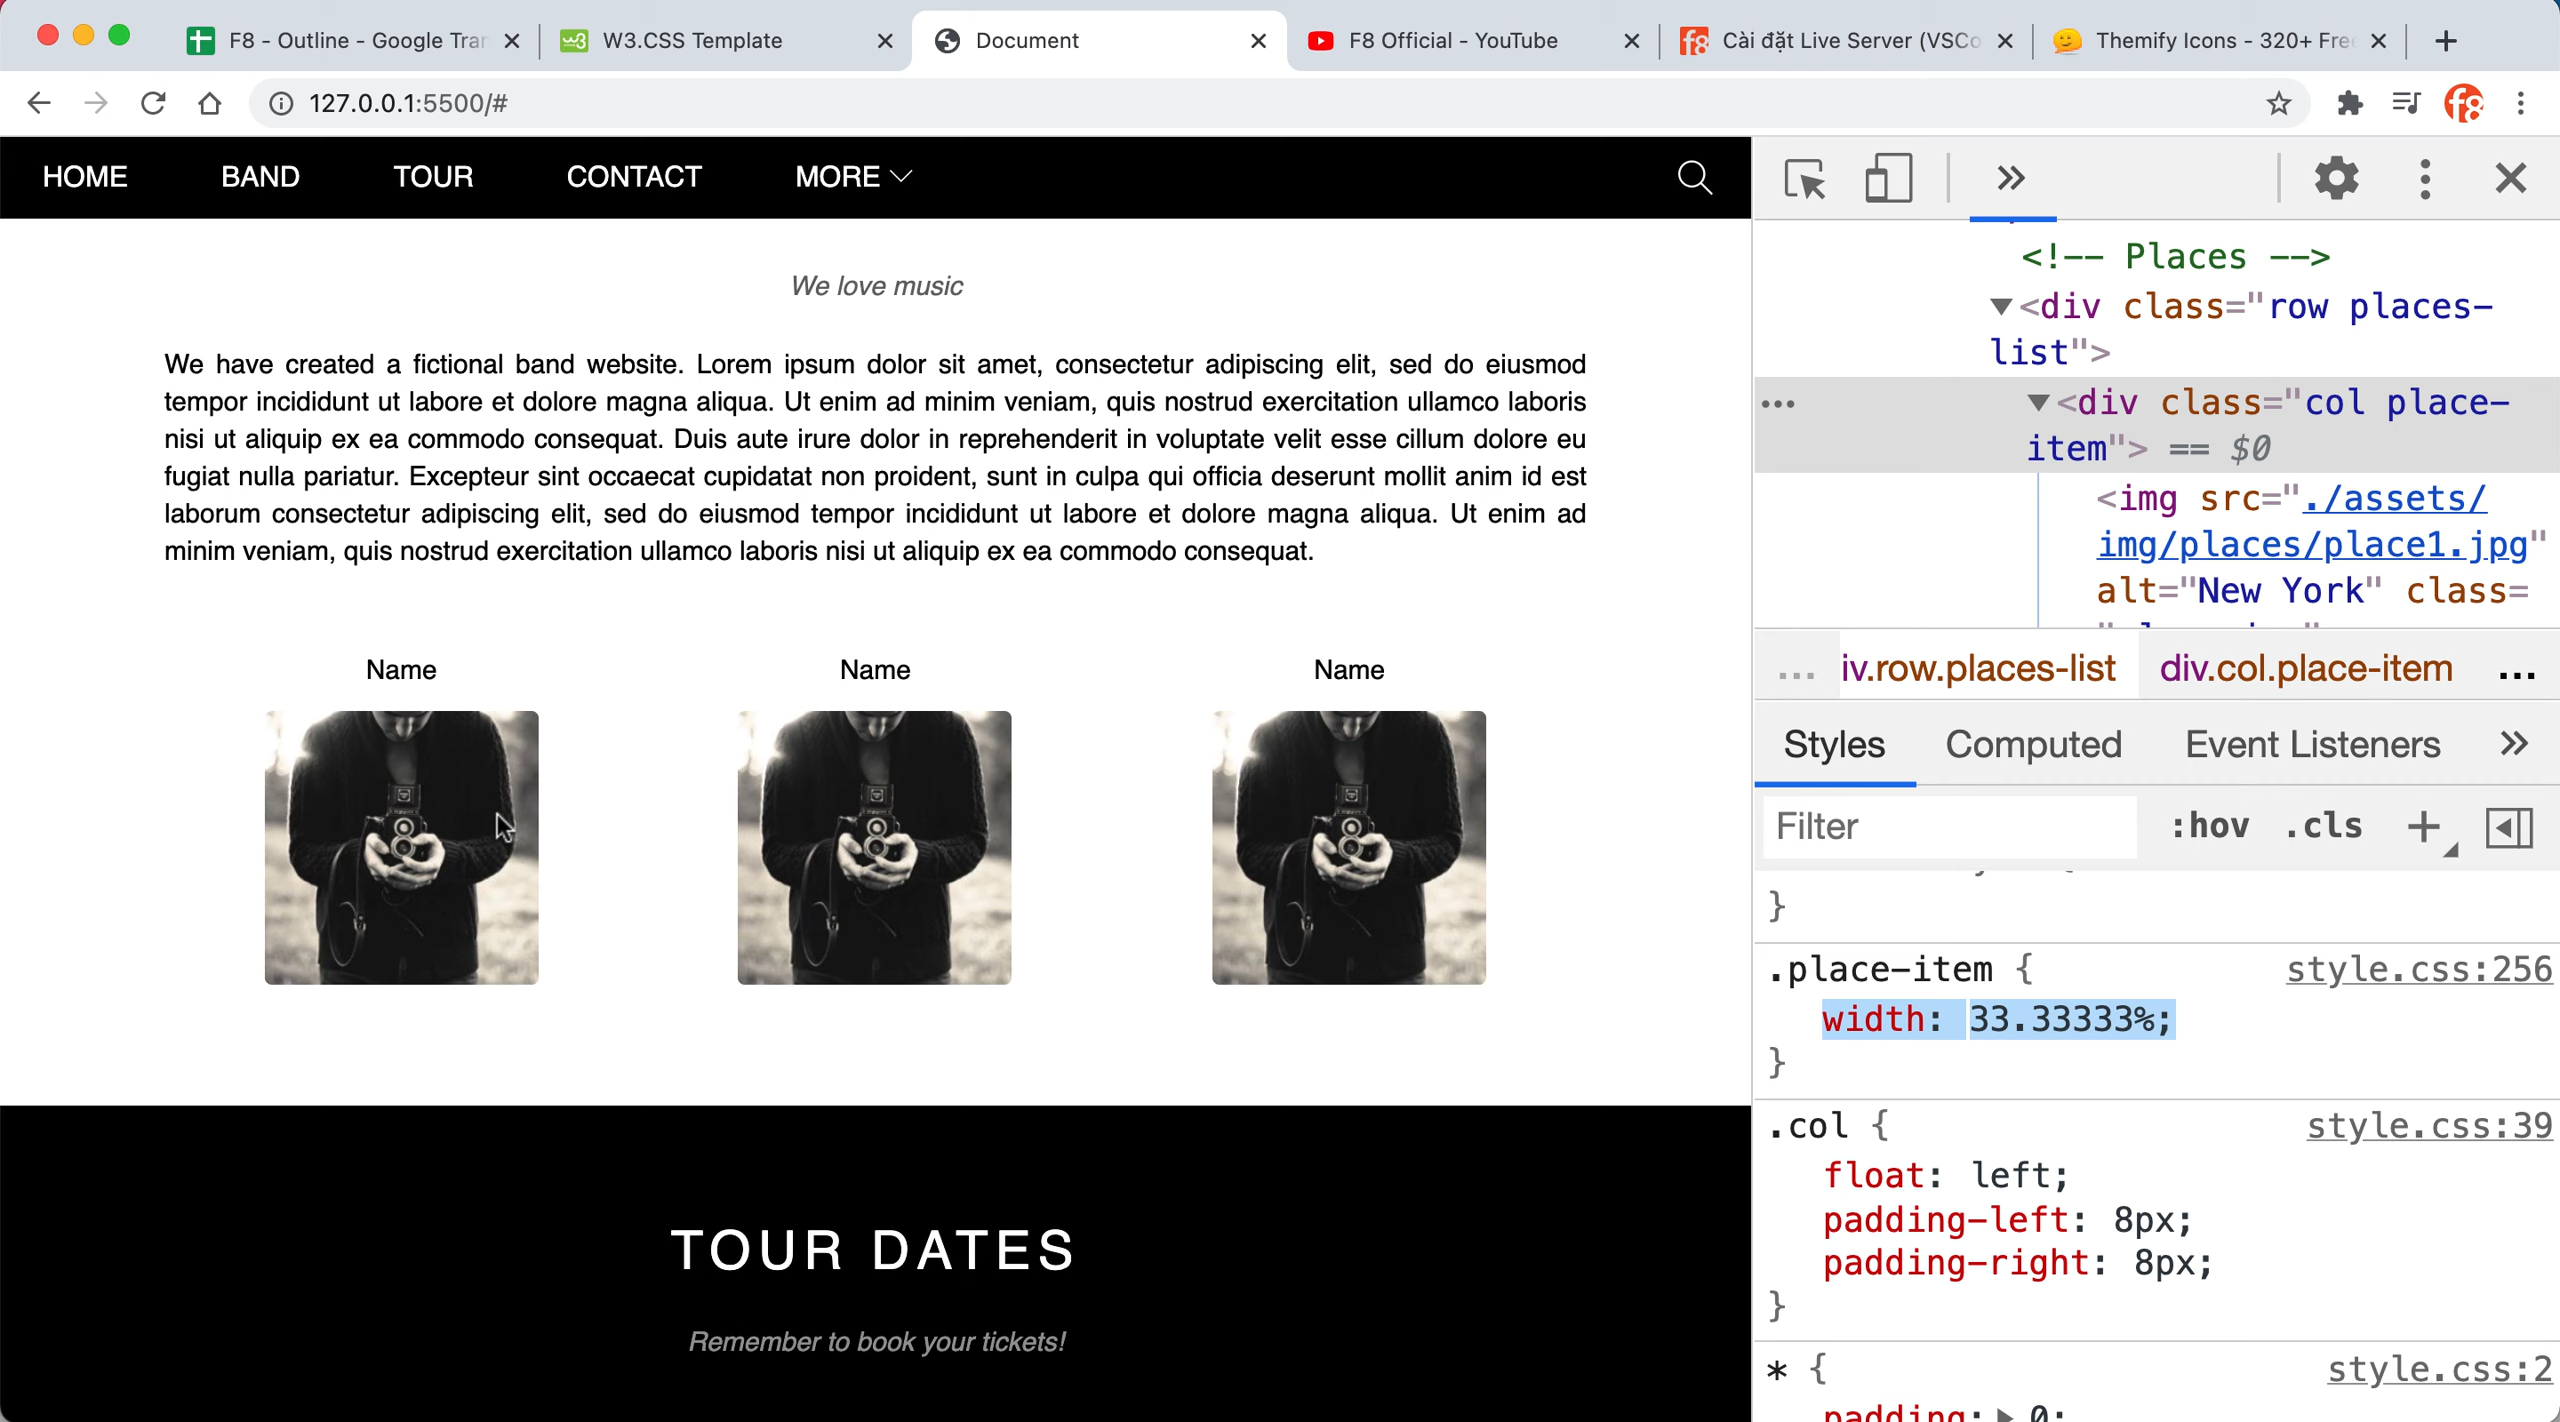 F8 - Outline - Google Tran
W3.CSS Template
Document
F8 Official - YouTube
Cài đặt Live Server (VSCo
Themify Icons - 320+ Free
127.0.0.1:5500/#
HOME
BAND
TOUR
CONTACT
MORE
We love music
We have created a fictional band website. Lorem ipsum dolor sit amet, consectetur adipiscing elit, sed do eiusmod
tempor incididunt ut labore et dolore magna aliqua. Ut enim ad minim veniam, quis nostrud exercitation ullamco laboris
nisi ut aliquip ex ea commodo consequat. Duis aute irure dolor in reprehenderit in voluptate velit esse cillum dolore eu
fugiat nulla pariatur. Excepteur sint occaecat cupidatat non proident, sunt in culpa qui officia deserunt mollit anim id est
laborum consectetur adipiscing elit, sed do eiusmod tempor incididunt ut labore et dolore magna aliqua. Ut enim ad
minim veniam, quis nostrud exercitation ullamco laboris nisi ut aliquip ex ea commodo consequat.
Name
Name
Name
TOUR DATES
Remember to book your tickets!
<!-- Places -->
<div class="row places-
list">
<div class="col place-
item"> == $0
<img src="./assets/
img/places/place1.jpg"
alt="New York" class=
... iv.row.places-list div.col.place-item ...
Styles Computed Event Listeners
Filter :hov .cls
}
.place-item { style.css:256
width: 33.33333%;
}
.col { style.css:39
float: left;
padding-left: 8px;
padding-right: 8px;
}
* { style.css:2
padding: 0;